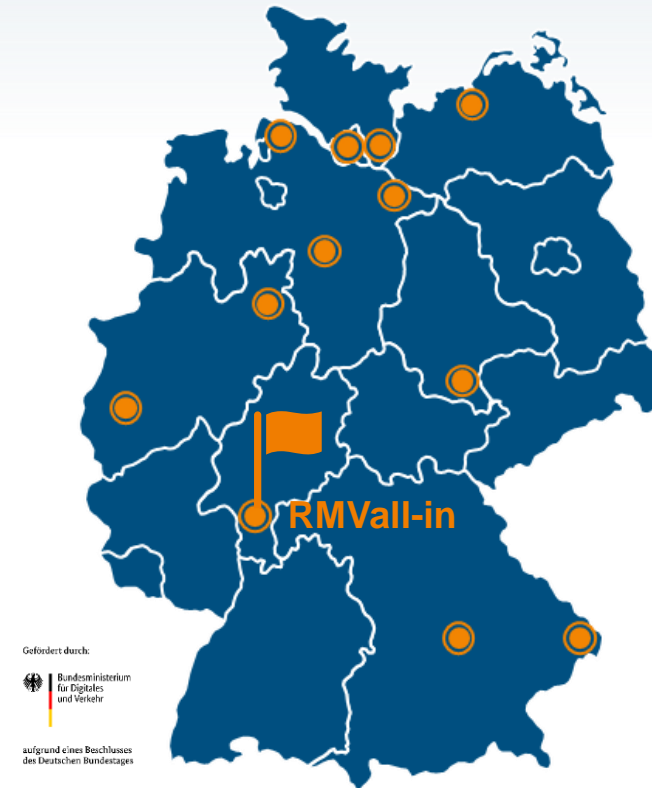 RMVall-in
Gefördert durch:
Bundesministerium
für Digitales
und Verkehr
aufgrund eines Beschlusses
des Deutschen Bundestages